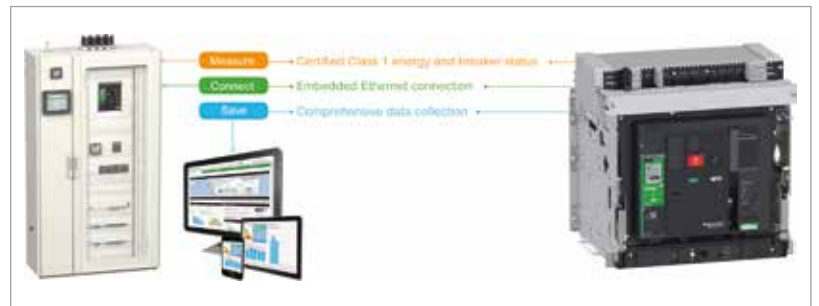 Measure
Certified Class 1 energy and breaker status
Connect
Embedded Ethernet connection
Save
Comprehensive data collection